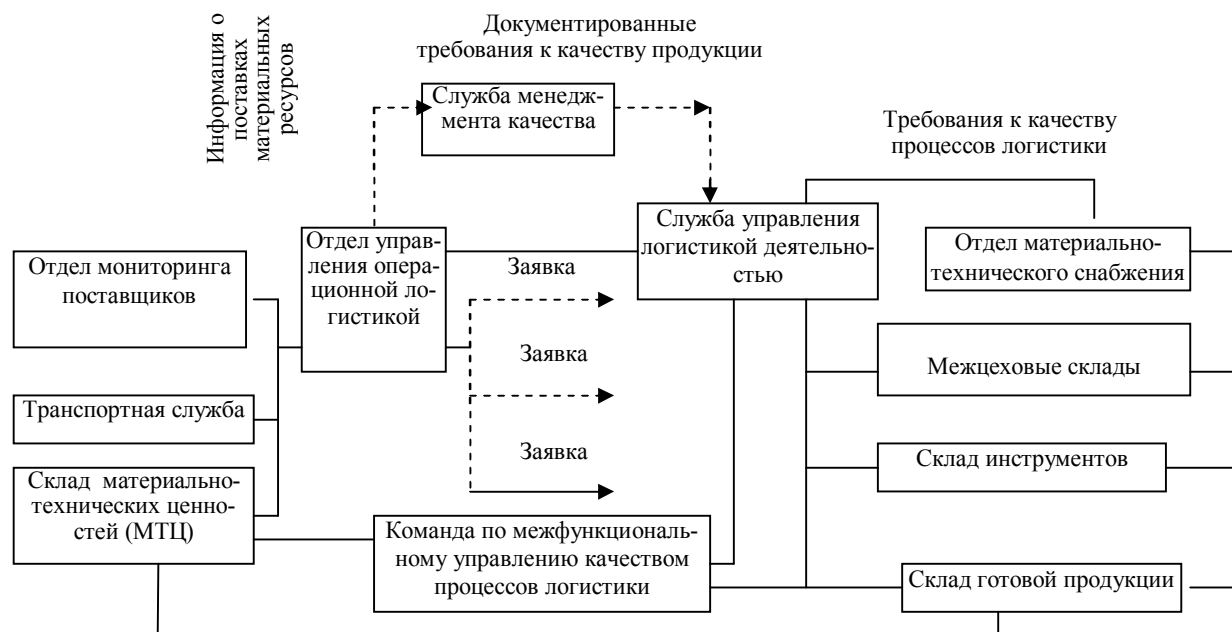 Информация о
поставках
материальных
ресурсов
Документированные
требования к качеству продукции
Служба менедж-
мента качества
Требования к качеству
процессов логистики
Служба управления
логистикой деятельно-
стью
Отдел управ-
ления опера-
ционной ло-
гистикой
Отдел материально-
технического снабжения
Отдел мониторинга
поставщиков
Заявка
Заявка
Межцеховые склады
Транспортная служба
Заявка
Склад инструментов
Склад материально-
технических ценно-
стей (МТЦ)
Команда по межфункциональ-
ному управлению качеством
процессов логистики
Склад готовой продукции